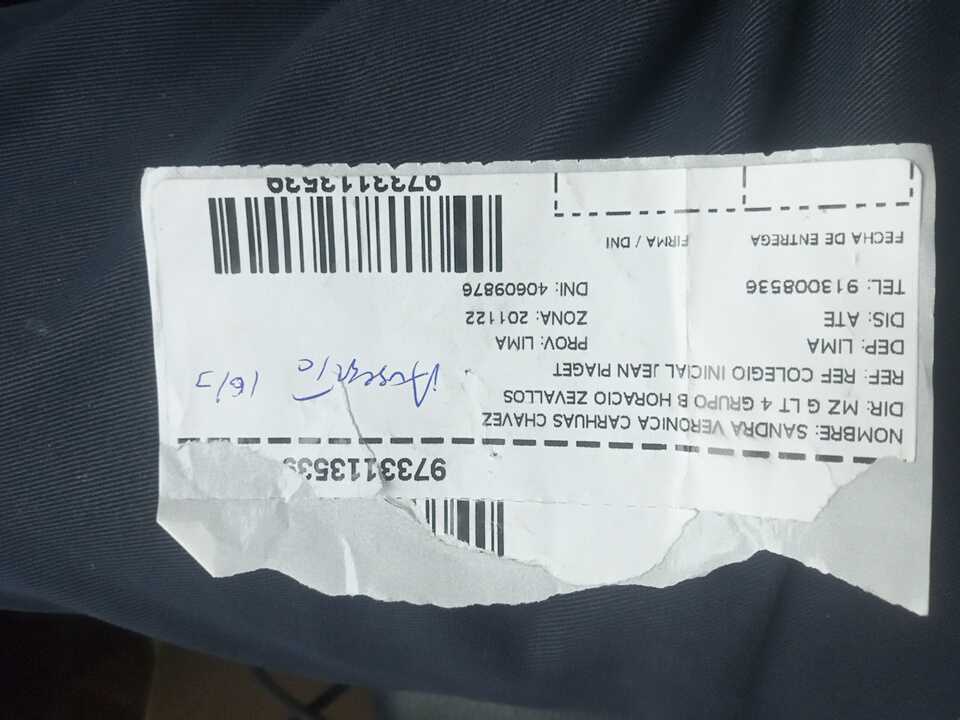 9733113539
NOMBRE: SANDRA VERONICA CARHUAS CHAVEZ
DIR: MZ G LT 4 GRUPO B HORACIO ZEVALLOS
REF: REF COLEGIO INICIAL JEAN PIAGET
DEP: LIMA PROV: LIMA
DIS: ATE ZONA: 201122
TEL: 913008536 DNI: 40609876
FECHA DE ENTREGA FIRMA / DNI
9733113539